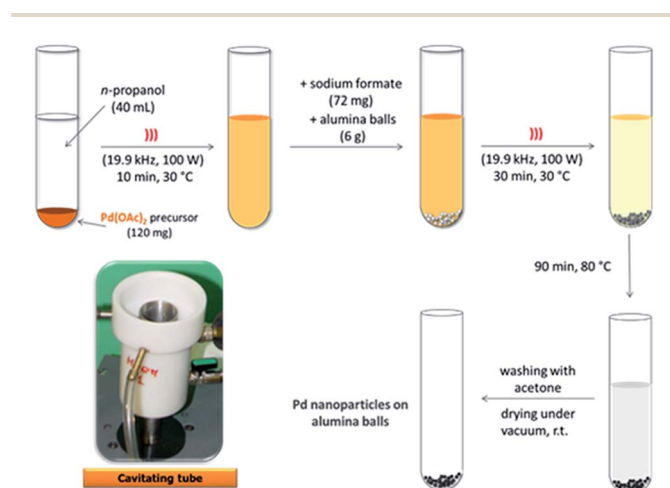 n-propanol
(40 mL)
)))
(19.9 kHz, 100 W)
10 min, 30 °C
Pd(OAc)2 precursor
(120 mg)
+ sodium formate
(72 mg)
+ alumina balls
(6 g)
)))
(19.9 kHz, 100 W)
30 min, 30 °C
90 min, 80 °C
washing with
acetone
drying under
vacuum, r.t.
Pd nanoparticles on
alumina balls
Cavitating tube